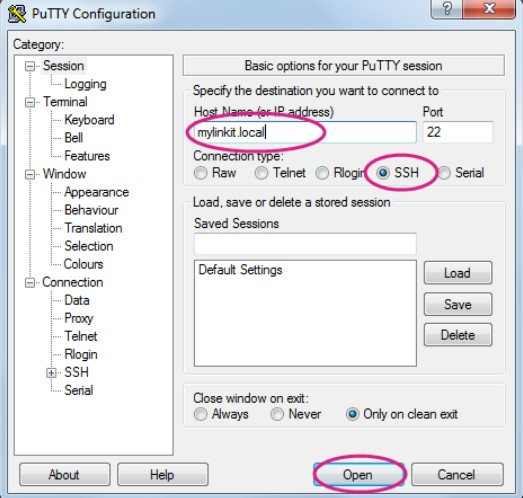 PuTTY Configuration
?
Category:
Session
Logging
Terminal
Keyboard
Bell
Features
Window
Appearance
Behaviour
Translation
Selection
Colours
Connection
Data
Proxy
Telnet
Rlogin
SSH
Serial
Basic options for your PuTTY session
Specify the destination you want to connect to
Host Name (or IP address) Port
mylinkit.local 22
Connection type:
Raw Telnet Rlogin SSH Serial
Load, save or delete a stored session
Saved Sessions
Default Settings
Load
Save
Delete
Close window on exit:
Always Never Only on clean exit
About Help Open Cancel